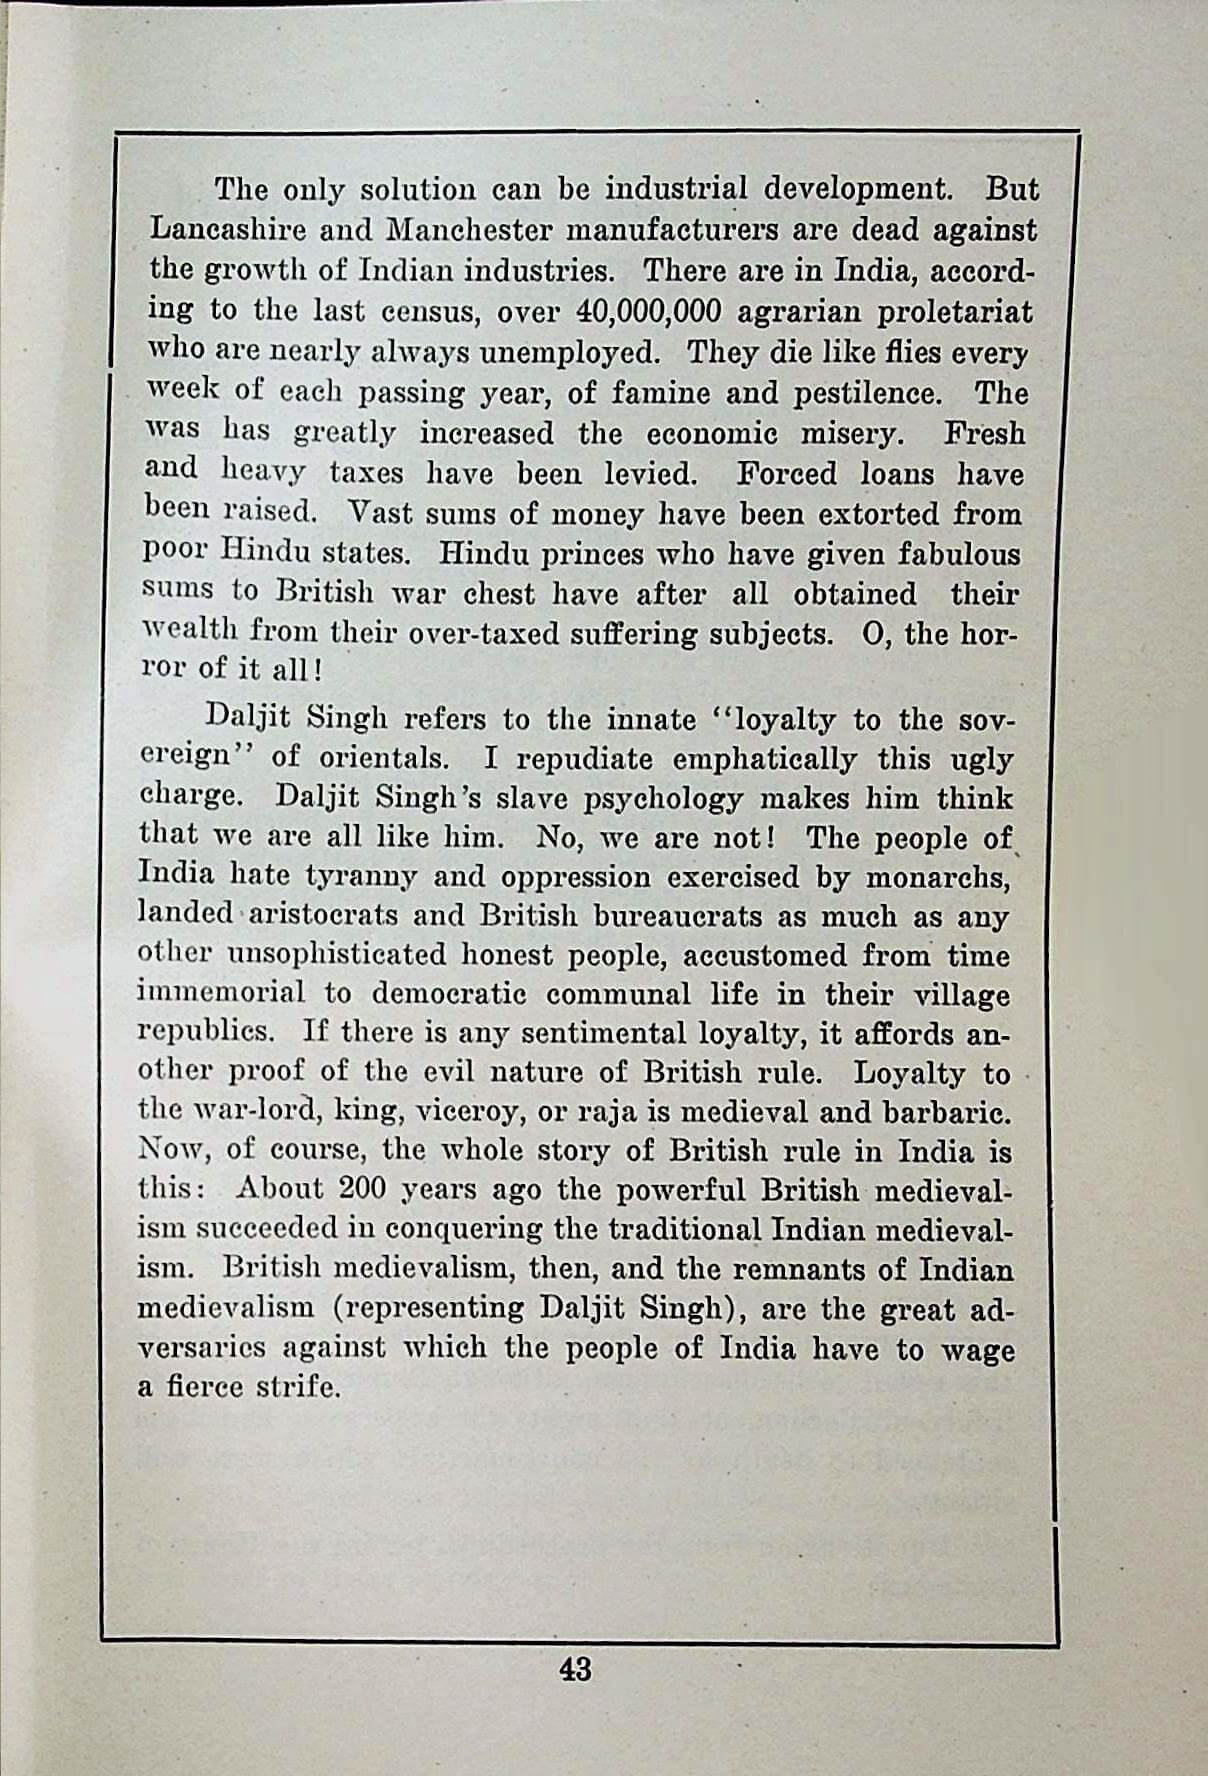 The only solution can be industrial development. But
Lancashire and Manchester manufacturers are dead against
the growth of Indian industries. There are in India, accord-
ing to the last census, over 40,000,000 agrarian proletariat
who are nearly always unemployed. They die like flies every
week of each passing year, of famine and pestilence. The
was has greatly increased the economic misery. Fresh
and heavy taxes have been levied. Forced loans have
been raised. Vast sums of money have been extorted from
poor Hindu states. Hindu princes who have given fabulous
sums to British war chest have after all obtained their
wealth from their over-taxed suffering subjects. O, the hor-
ror of it all!
Daljit Singh refers to the innate "loyalty to the sov-
ereign" of orientals. I repudiate emphatically this ugly
charge. Daljit Singh's slave psychology makes him think
that we are all like him. No, we are not! The people of
India hate tyranny and oppression exercised by monarchs,
landed aristocrats and British bureaucrats as much as any
other unsophisticated honest people, accustomed from time
immemorial to democratic communal life in their village
republics. If there is any sentimental loyalty, it affords an-
other proof of the evil nature of British rule. Loyalty to
the war-lord, king, viceroy, or raja is medieval and barbaric.
Now, of course, the whole story of British rule in India is
this: About 200 years ago the powerful British medieval-
ism succeeded in conquering the traditional Indian medieval-
ism. British medievalism, then, and the remnants of Indian
medievalism (representing Daljit Singh), are the great ad-
versaries against which the people of India have to wage
a fierce strife.
43